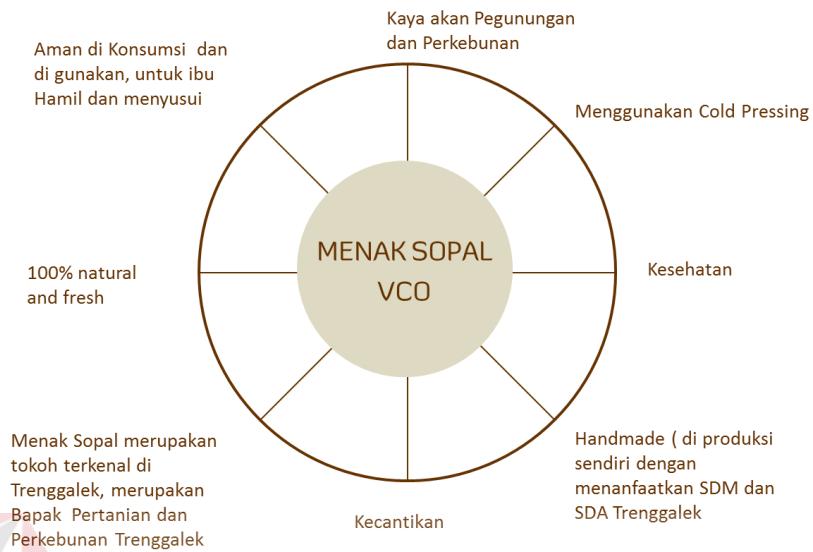 Kaya akan Pegunungan
dan Perkebunan
Aman di Konsumsi dan
di gunakan, untuk ibu
Hamil dan menyusui
Menggunakan Cold Pressing
MENAK SOPAL
VCO
100% natural
and fresh
Kesehatan
Menak Sopal merupakan
tokoh terkenal di
Trenggalek, merupakan
Bapak Pertanian dan
Perkebunan Trenggalek
Kecantikan
Handmade ( di produksi
sendiri dengan
menanfaatkan SDM dan
SDA Trenggalek